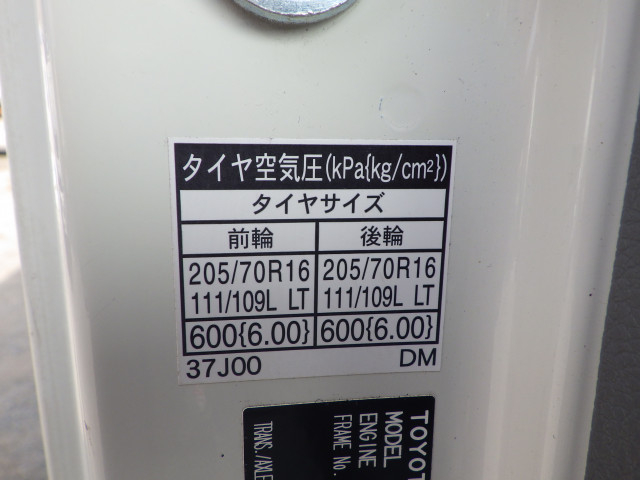 タイヤ空気圧(kPa{kg/cm²})
タイヤサイズ
前輪 後輪
205/70R16 205/70R16
111/109L LT 111/109L LT
600{6.00} 600{6.00}
37J00 DM
TOYOT
MODEL
ENGINE
FRAME No.
TRANS./AXLE